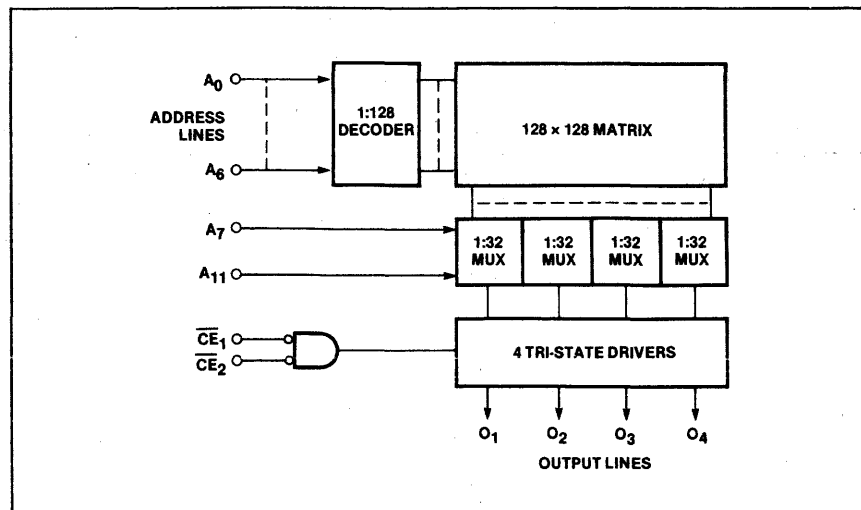 A0
ADDRESS
LINES
A6
1:128
DECODER
128 × 128 MATRIX
A7
A11
1:32
MUX
1:32
MUX
1:32
MUX
1:32
MUX
CE1
CE2
4 TRI-STATE DRIVERS
O1
O2
O3
O4
OUTPUT LINES